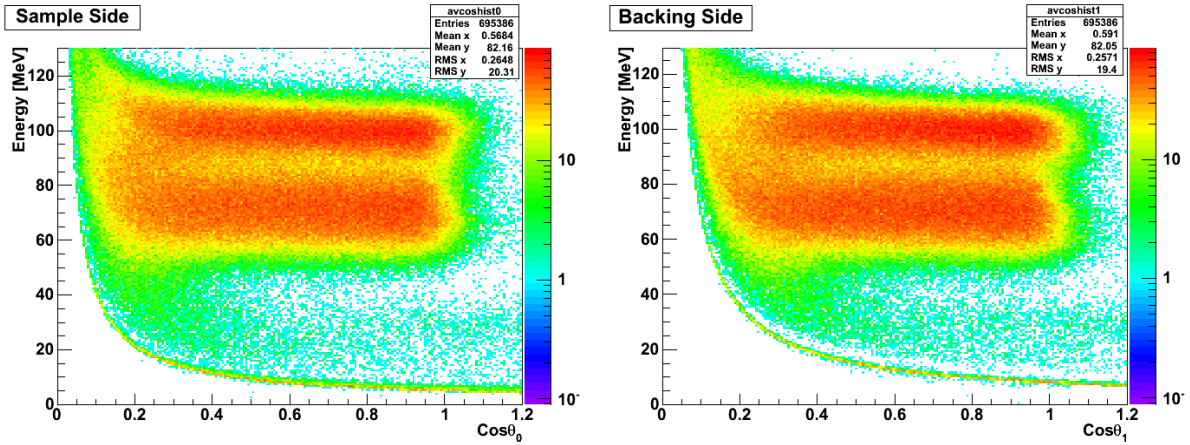 Sample Side
avcoshist0
Entries 695386
Mean x 0.5684
Mean y 82.16
RMS x 0.2648
RMS y 20.31
Energy [MeV]
120
100
80
60
40
20
0
0 0.2 0.4 0.6 0.8 1 1.2
Cosθ0
10
1
10-
Backing Side
avcoshist1
Entries 695386
Mean x 0.591
Mean y 82.05
RMS x 0.2571
RMS y 19.4
Energy [MeV]
120
100
80
60
40
20
0
0 0.2 0.4 0.6 0.8 1 1.2
Cosθ1
10
1
10-